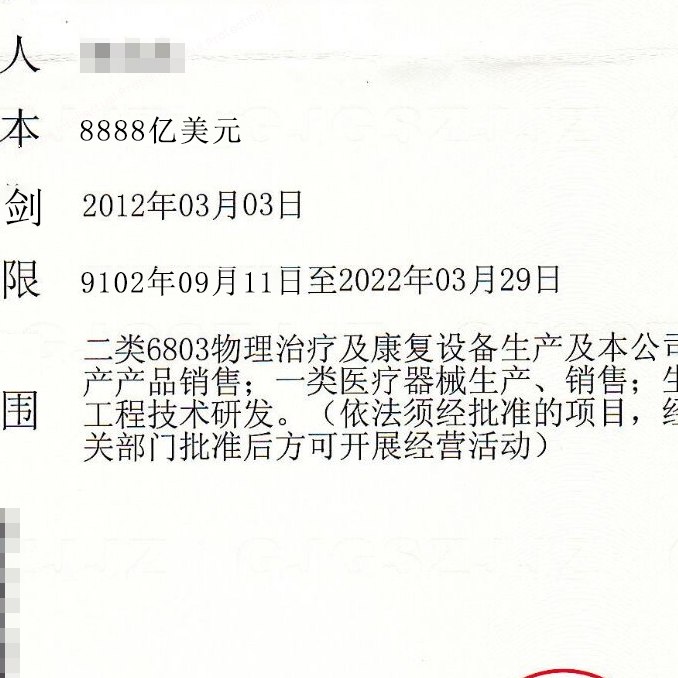 人
本 8888亿美元
剑 2012年03月03日
限 9102年09月11日至2022年03月29日
二类6803物理治疗及康复设备生产及本公司
产产品销售；一类医疗器械生产、销售；生
围 工程技术研发。（依法须经批准的项目，经
关部门批准后方可开展经营活动）